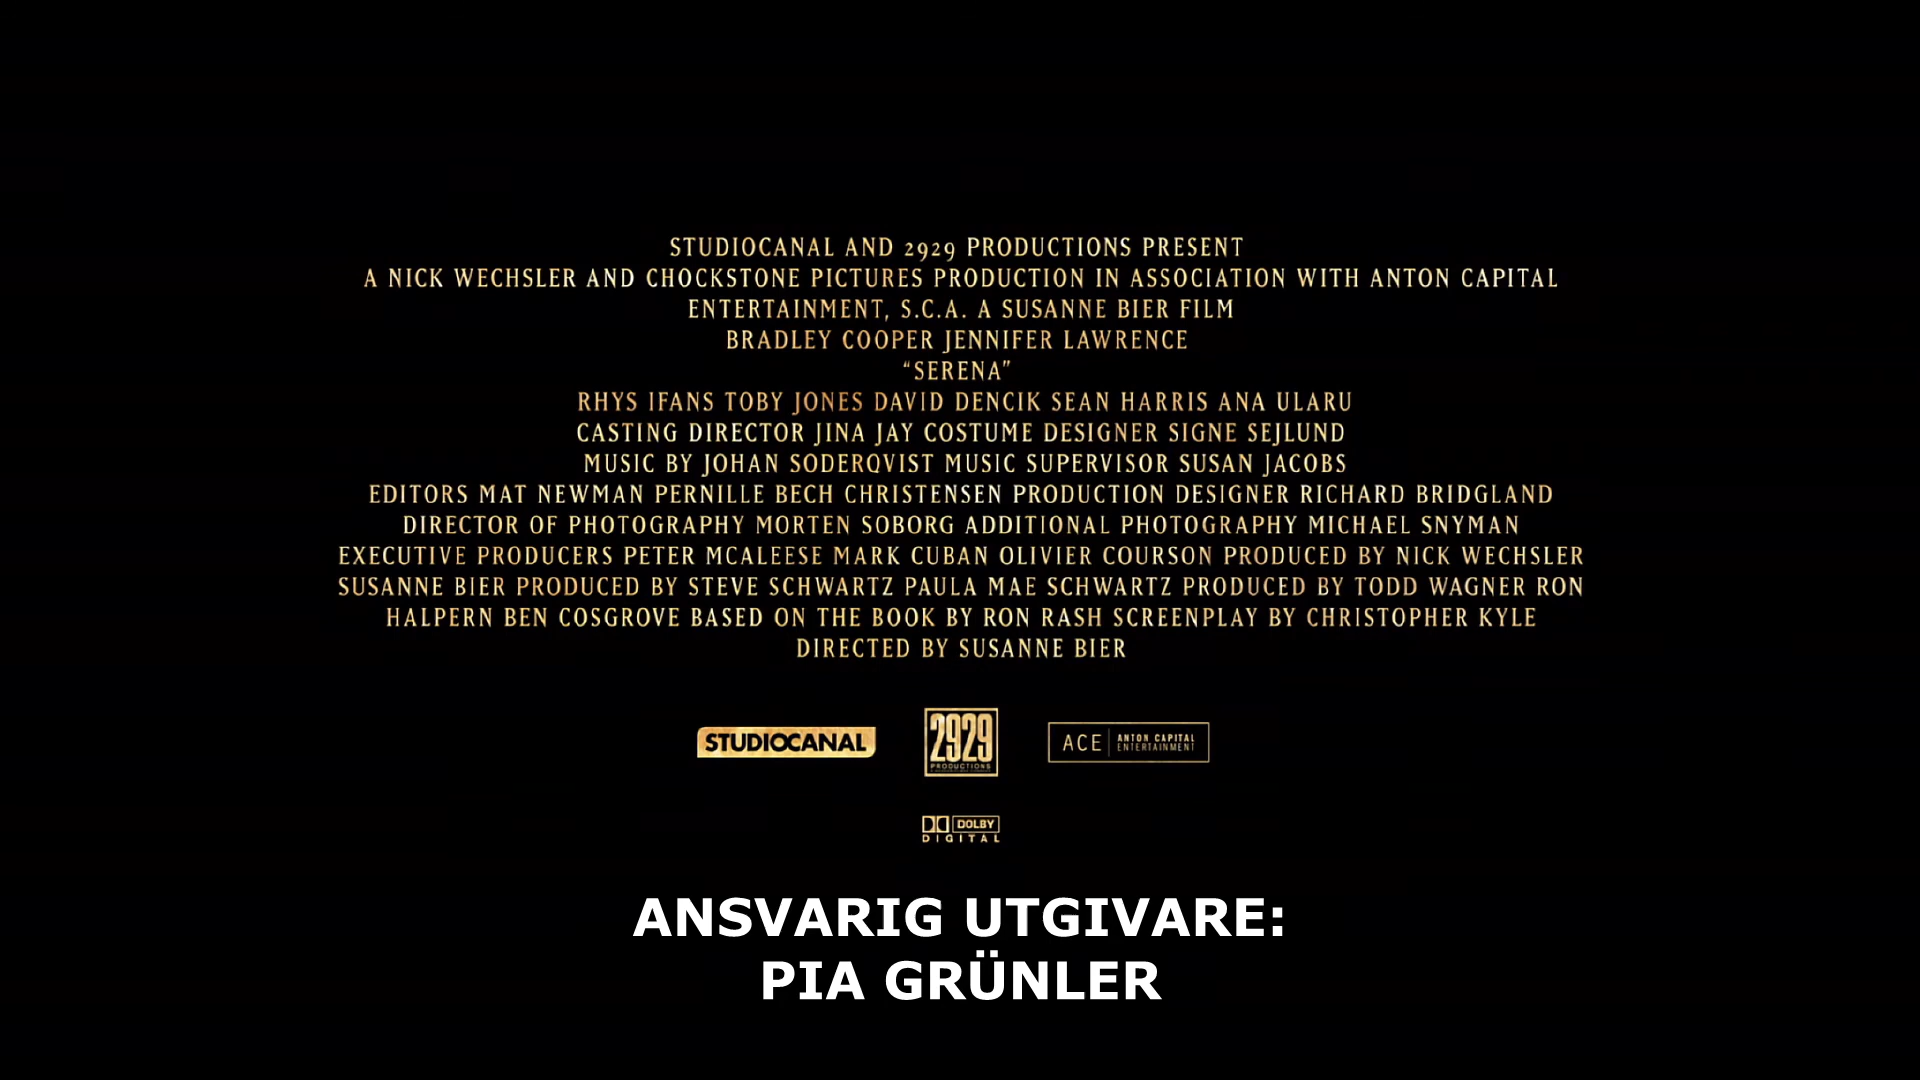 STUDIOCANAL AND 2929 PRODUCTIONS PRESENT
A NICK WECHSLER AND CHOCKSTONE PICTURES PRODUCTION IN ASSOCIATION WITH ANTON CAPITAL
ENTERTAINMENT, S.C.A. A SUSANNE BIER FILM
BRADLEY COOPER JENNIFER LAWRENCE
“SERENA”
RHYS IFANS TOBY JONES DAVID DENCIK SEAN HARRIS ANA ULARU
CASTING DIRECTOR JINA JAY COSTUME DESIGNER SIGNE SEJLUND
MUSIC BY JOHAN SODERQVIST MUSIC SUPERVISOR SUSAN JACOBS
EDITORS MAT NEWMAN PERNILLE BECH CHRISTENSEN PRODUCTION DESIGNER RICHARD BRIDGLAND
DIRECTOR OF PHOTOGRAPHY MORTEN SOBORG ADDITIONAL PHOTOGRAPHY MICHAEL SNYMAN
EXECUTIVE PRODUCERS PETER MCALEESE MARK CUBAN OLIVIER COURSON PRODUCED BY NICK WECHSLER
SUSANNE BIER PRODUCED BY STEVE SCHWARTZ PAULA MAE SCHWARTZ PRODUCED BY TODD WAGNER RON
HALPERN BEN COSGROVE BASED ON THE BOOK BY RON RASH SCREENPLAY BY CHRISTOPHER KYLE
DIRECTED BY SUSANNE BIER
STUDIOCANAL
2929
PRODUCTIONS
ACE
ANTON CAPITAL
ENTERTAINMENT
DOLBY
DIGITAL
ANSVARIG UTGIVARE:
PIA GRÜNLER